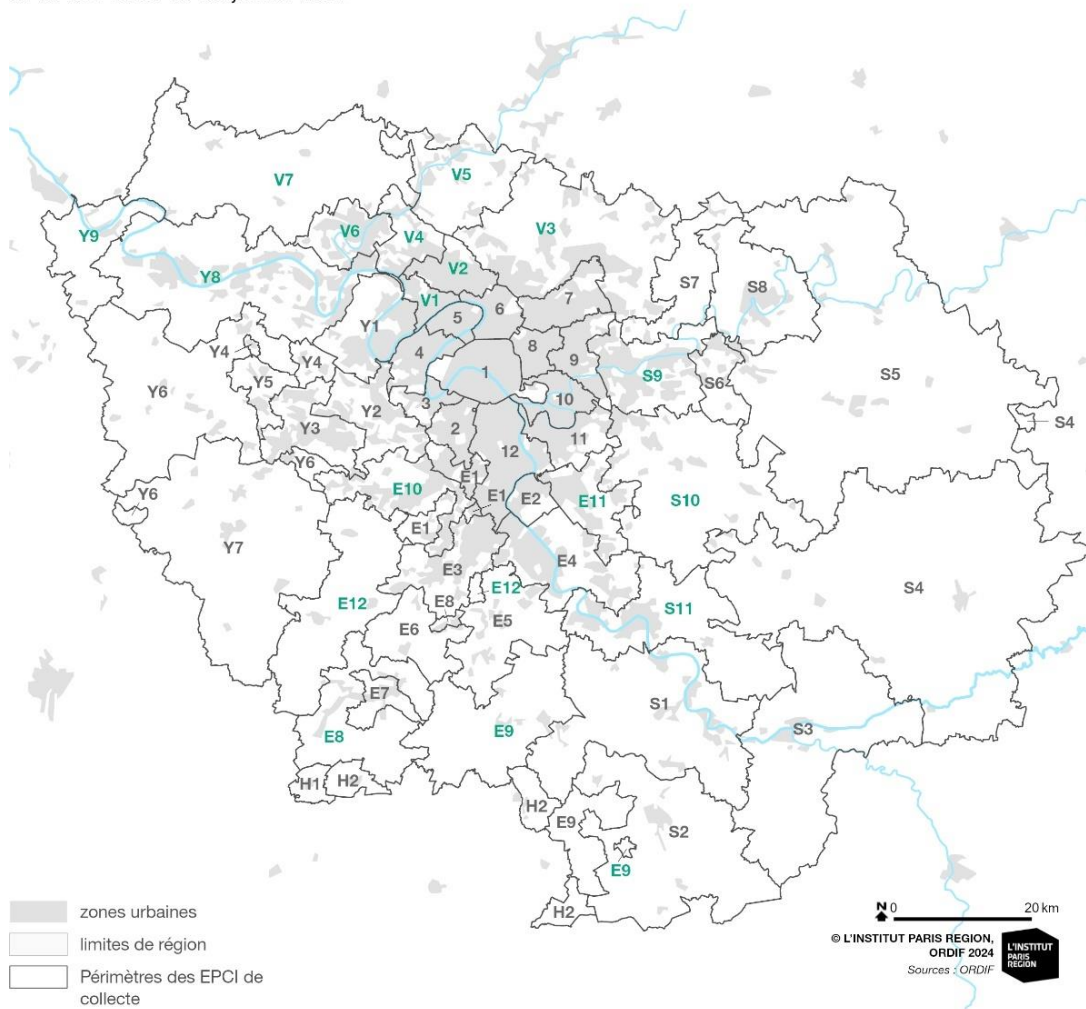 V7
V5
V3
Y9
V6
V4
Y8
V2
S7
S8
V1
6
7
5
Y1
Y4
4
8
9
Y4
1
S9
S6
S5
Y6
Y5
10
Y2
3
S4
Y3
2
11
12
Y6
E1
E10
E1
E2
E11
S10
Y6
E1
Y7
E3
E4
E12
E12
S4
E8
S11
E6
E5
E7
S1
E8
E9
S3
H1
H2
H2
E9
S2
E9
H2
zones urbaines
limites de région
Périmètres des EPCI de
collecte
N 0 20 km
© L'INSTITUT PARIS REGION,
ORDIF 2024
Sources : ORDIF
L'INSTITUT
PARIS
REGION